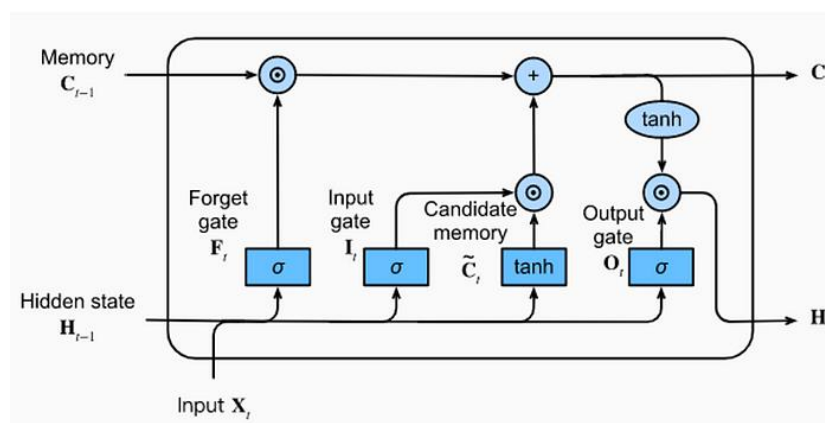 Memory
C_{t-1}
C
tanh
Forget
gate
F_t
Input
gate
I_t
Candidate
memory
C̃_t
Output
gate
O_t
σ
σ
tanh
σ
Hidden state
H_{t-1}
H
Input X_t